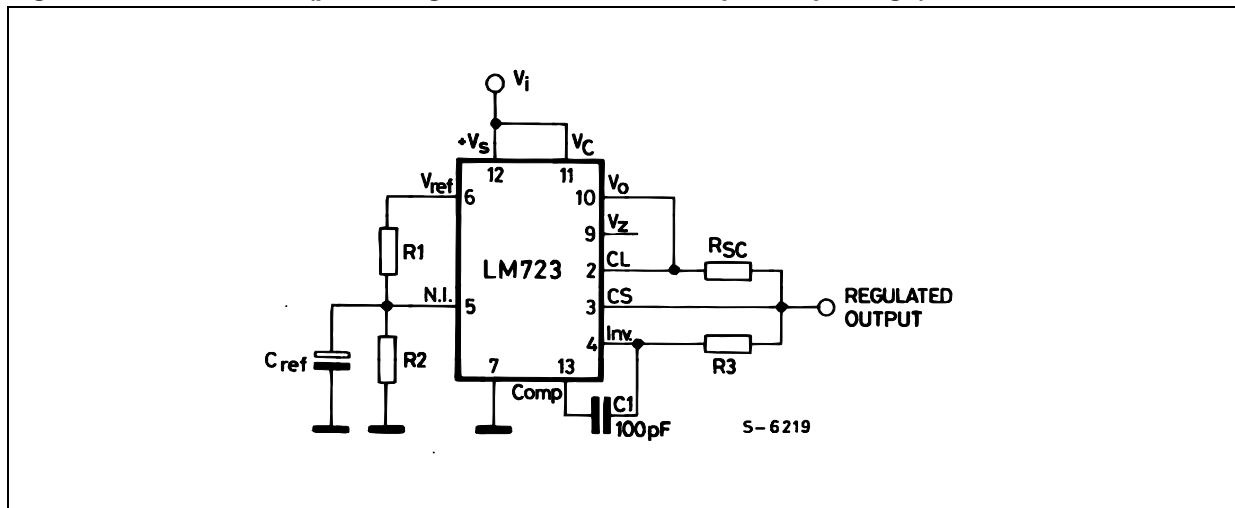 Vi
+Vs
VC
12
11
Vref
6
Vo
10
Vz
9
R1
LM723
CL
2
RSC
N.I.
5
CS
3
REGULATED
OUTPUT
Inv.
4
Cref
R2
R3
7
13
Comp
C1
100pF
S-6219